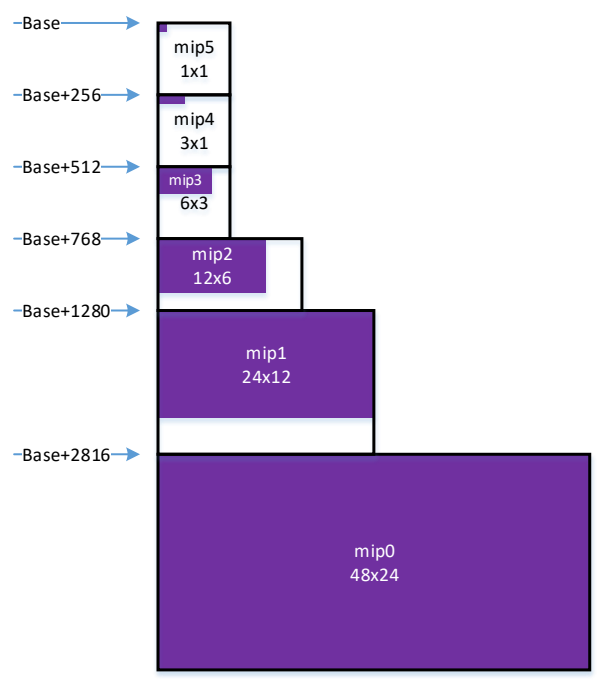 Base
mip5
1x1
Base+256
mip4
3x1
Base+512
mip3
6x3
Base+768
mip2
12x6
Base+1280
mip1
24x12
Base+2816
mip0
48x24